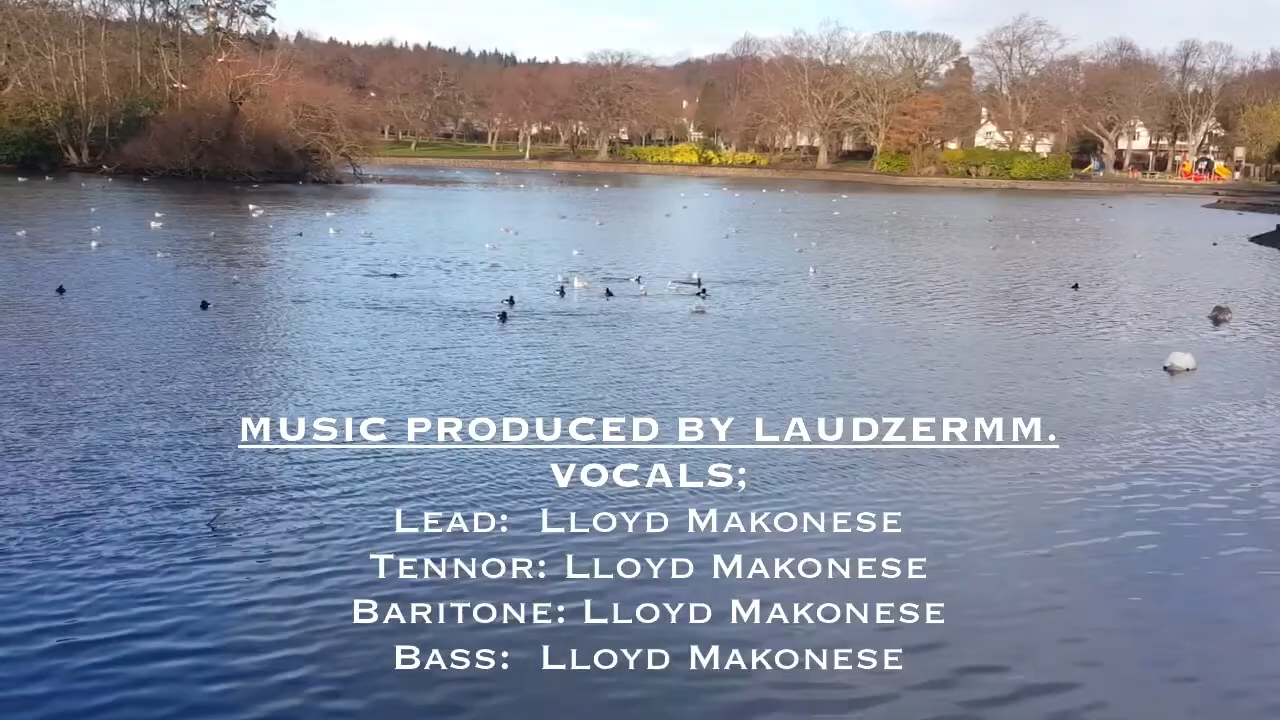 MUSIC PRODUCED BY LAUDZERMM.
VOCALS;
LEAD: LLOYD MAKONESE
TENNOR: LLOYD MAKONESE
BARITONE: LLOYD MAKONESE
BASS: LLOYD MAKONESE